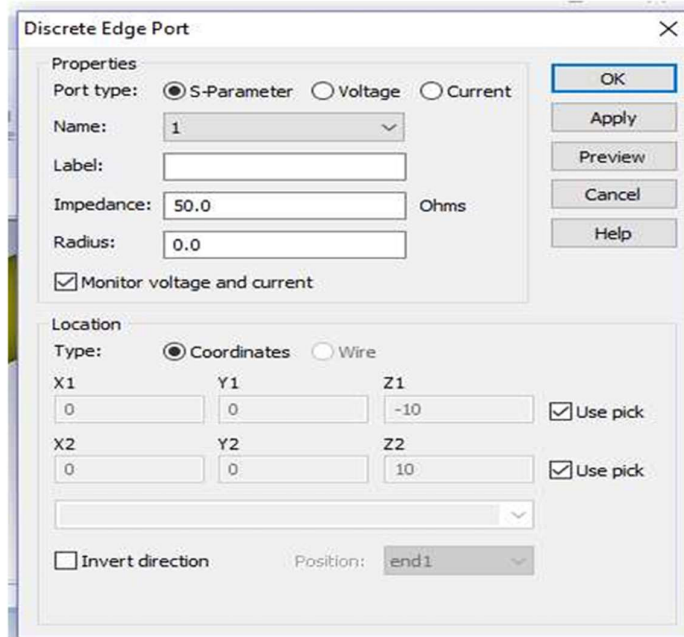 Discrete Edge Port
Properties
Port type: S-Parameter Voltage Current
Name: 1
Label:
Impedance: 50.0 Ohms
Radius: 0.0
Monitor voltage and current
OK
Apply
Preview
Cancel
Help
Location
Type: Coordinates Wire
X1 Y1 Z1
0 0 -10 Use pick
X2 Y2 Z2
0 0 10 Use pick
Invert direction Position: end1